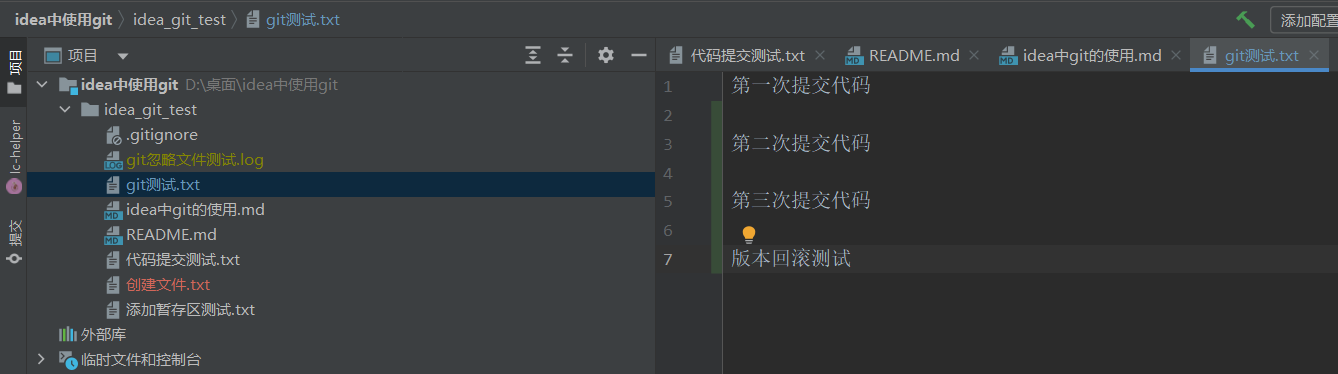 idea中使用git 〉 idea_git_test 〉 git测试.txt
添加配置
项目
代码提交测试.txt
README.md
idea中git的使用.md
git测试.txt
项目
lc-helper
提交
idea中使用git D:\桌面\idea中使用git
idea_git_test
.gitignore
git忽略文件测试.log
git测试.txt
idea中git的使用.md
README.md
代码提交测试.txt
创建文件.txt
添加暂存区测试.txt
外部库
临时文件和控制台
1 第一次提交代码
2
3 第二次提交代码
4
5 第三次提交代码
6
7 版本回滚测试